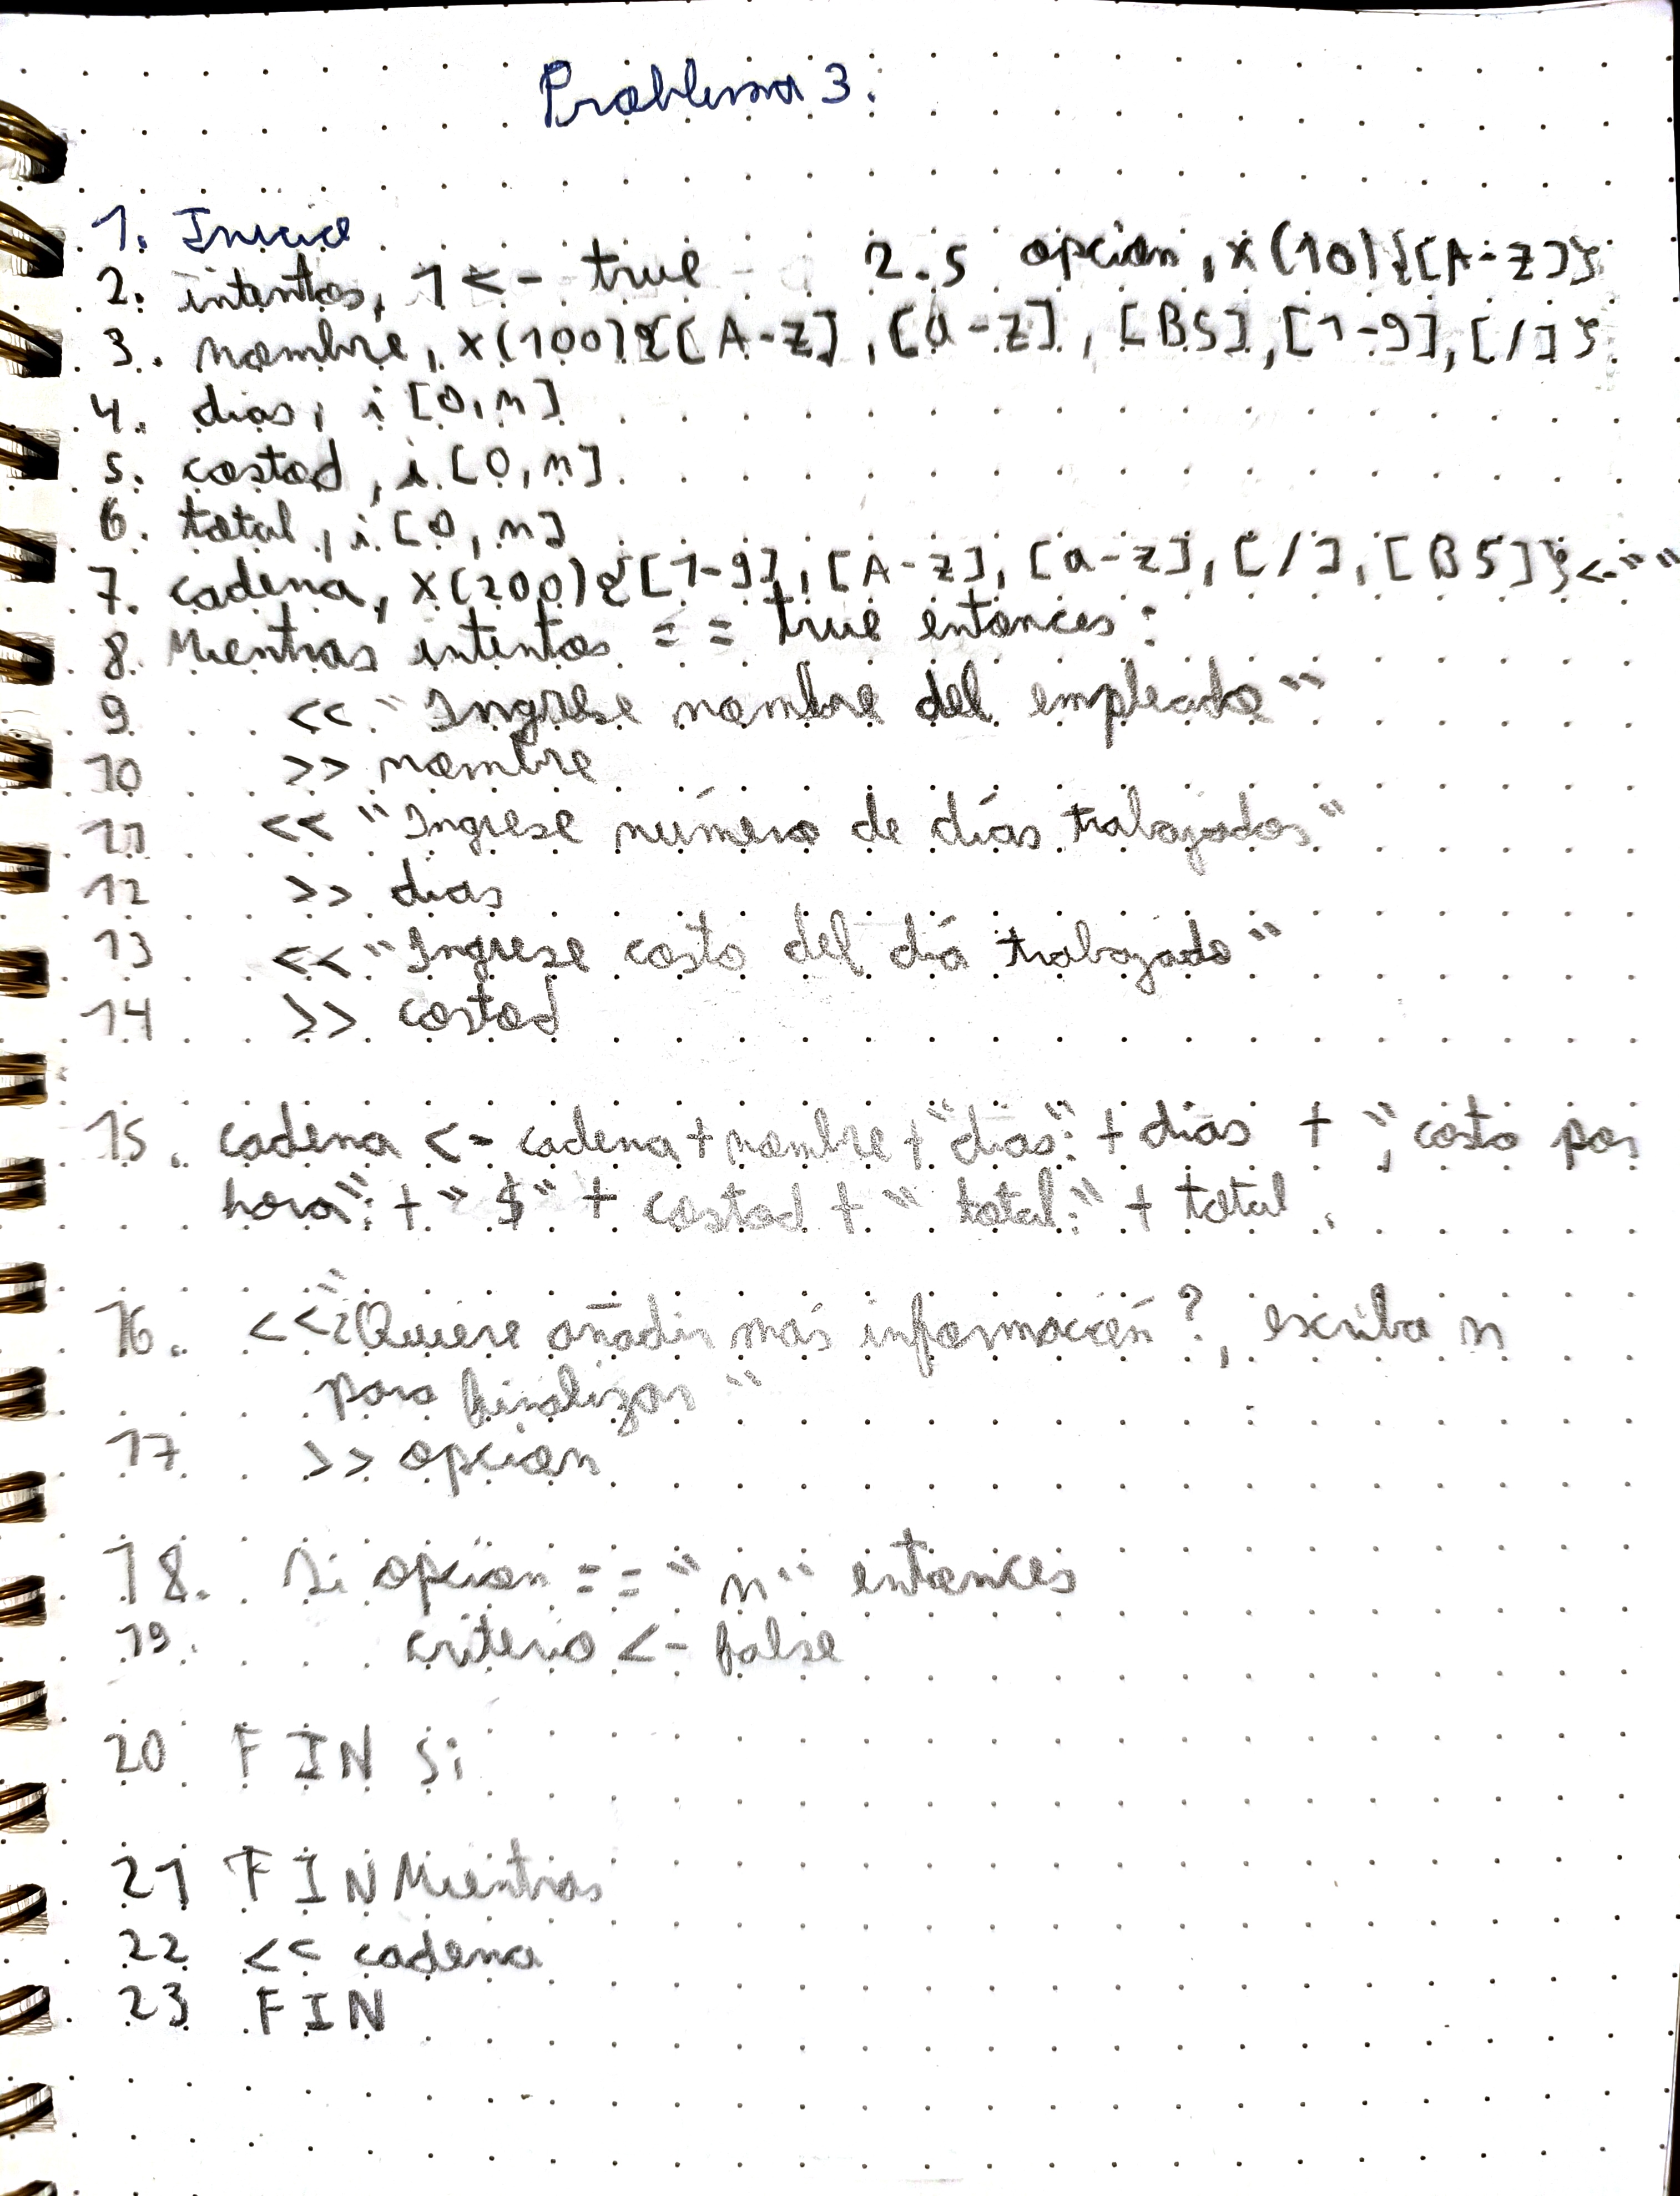 Problema 3:
1. Inicio
2. intentos, 1 <- true    2.5 opcion, x(10){[A-Z]}
3. nombre, x(100){[A-Z], [a-z], [BS], [1-9], [/]}
4. dias, i [0,n]
5. costod, i [0,n]
6. total, i [0,n]
7. cadena, x(200){[1-9], [A-Z], [a-z], [/], [BS]} <- ""
8. Mientras intentos == true entonces:
9 << "Ingrese nombre del empleado"
10 >> nombre
11 << "Ingrese número de días trabajados"
12 >> dias
13 << "Ingrese costo del día trabajado"
14 >> costod
15. cadena <- cadena + nombre + "dias:" + dias + ", costo por
hora": + "$" + costod + " total:" + total.
16. << "¿Quiere añadir más información?, escriba n
para finalizar"
17 >> opcion
18. Si opcion == "n" entonces
19. criterio <- false
20 FIN Si
21 FIN Mientras
22 << cadena
23 FIN